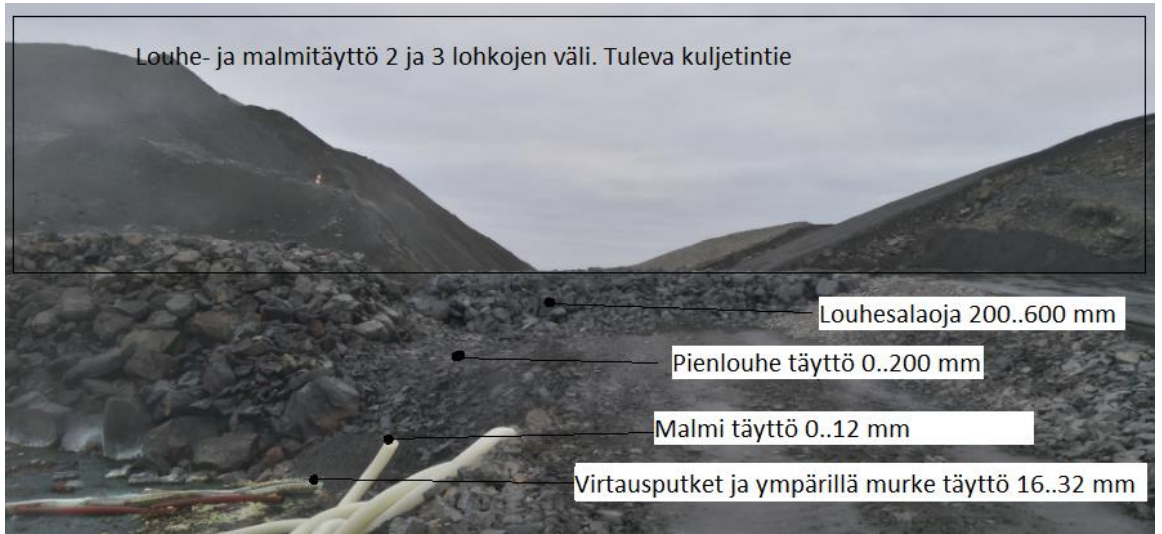 Louhe- ja malmitäyttö 2 ja 3 lohkojen väli. Tuleva kuljetintie
Louhesalaoja 200..600 mm
Pienlouhe täyttö 0..200 mm
Malmi täyttö 0..12 mm
Virtausputket ja ympärillä murke täyttö 16..32 mm